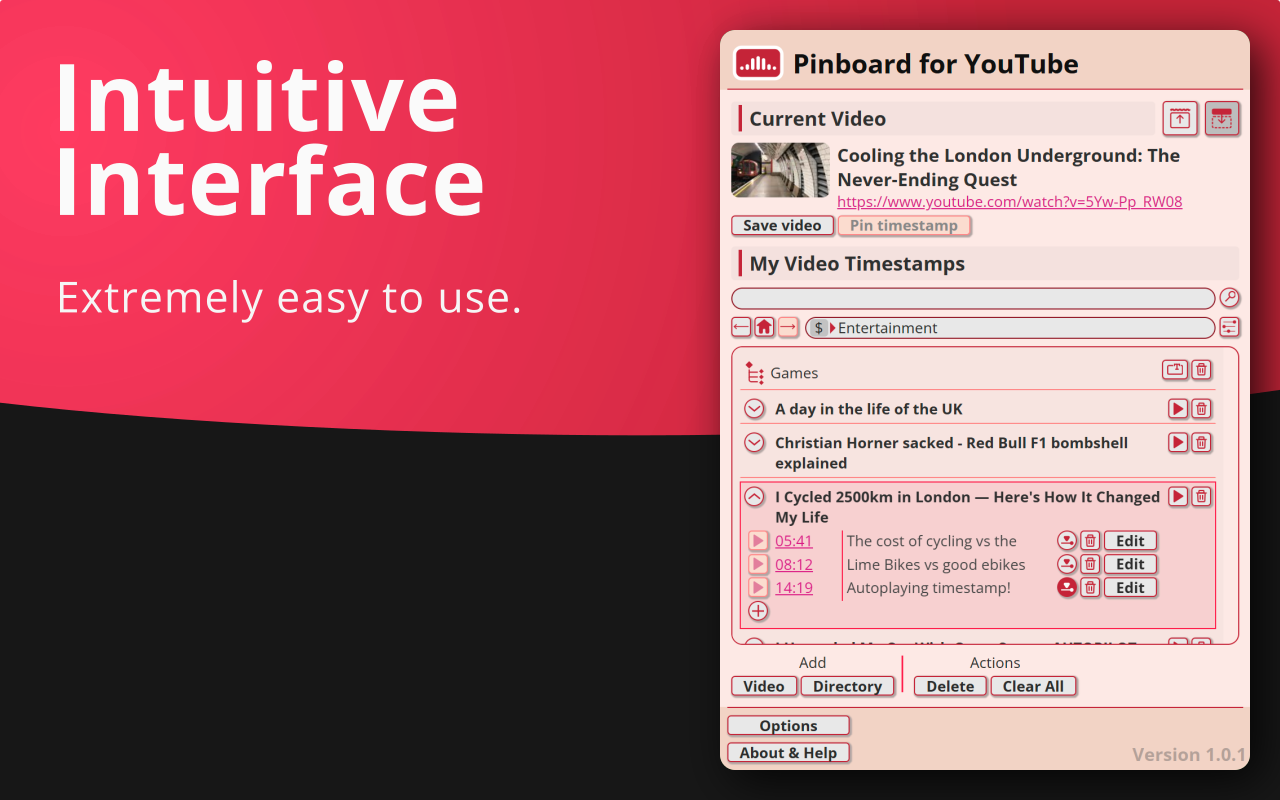 Intuitive
Interface
Extremely easy to use.
Pinboard for YouTube
Current Video
Cooling the London Underground: The
Never-Ending Quest
https://www.youtube.com/watch?v=5Yw-Pp_RW08
Save video
Pin timestamp
My Video Timestamps
$ Entertainment
Games
A day in the life of the UK
Christian Horner sacked - Red Bull F1 bombshell
explained
I Cycled 2500km in London — Here's How It Changed
My Life
05:41 The cost of cycling vs the Edit
08:12 Lime Bikes vs good ebikes Edit
14:19 Autoplaying timestamp! Edit
Add Actions
Video Directory Delete Clear All
Options
About & Help
Version 1.0.1